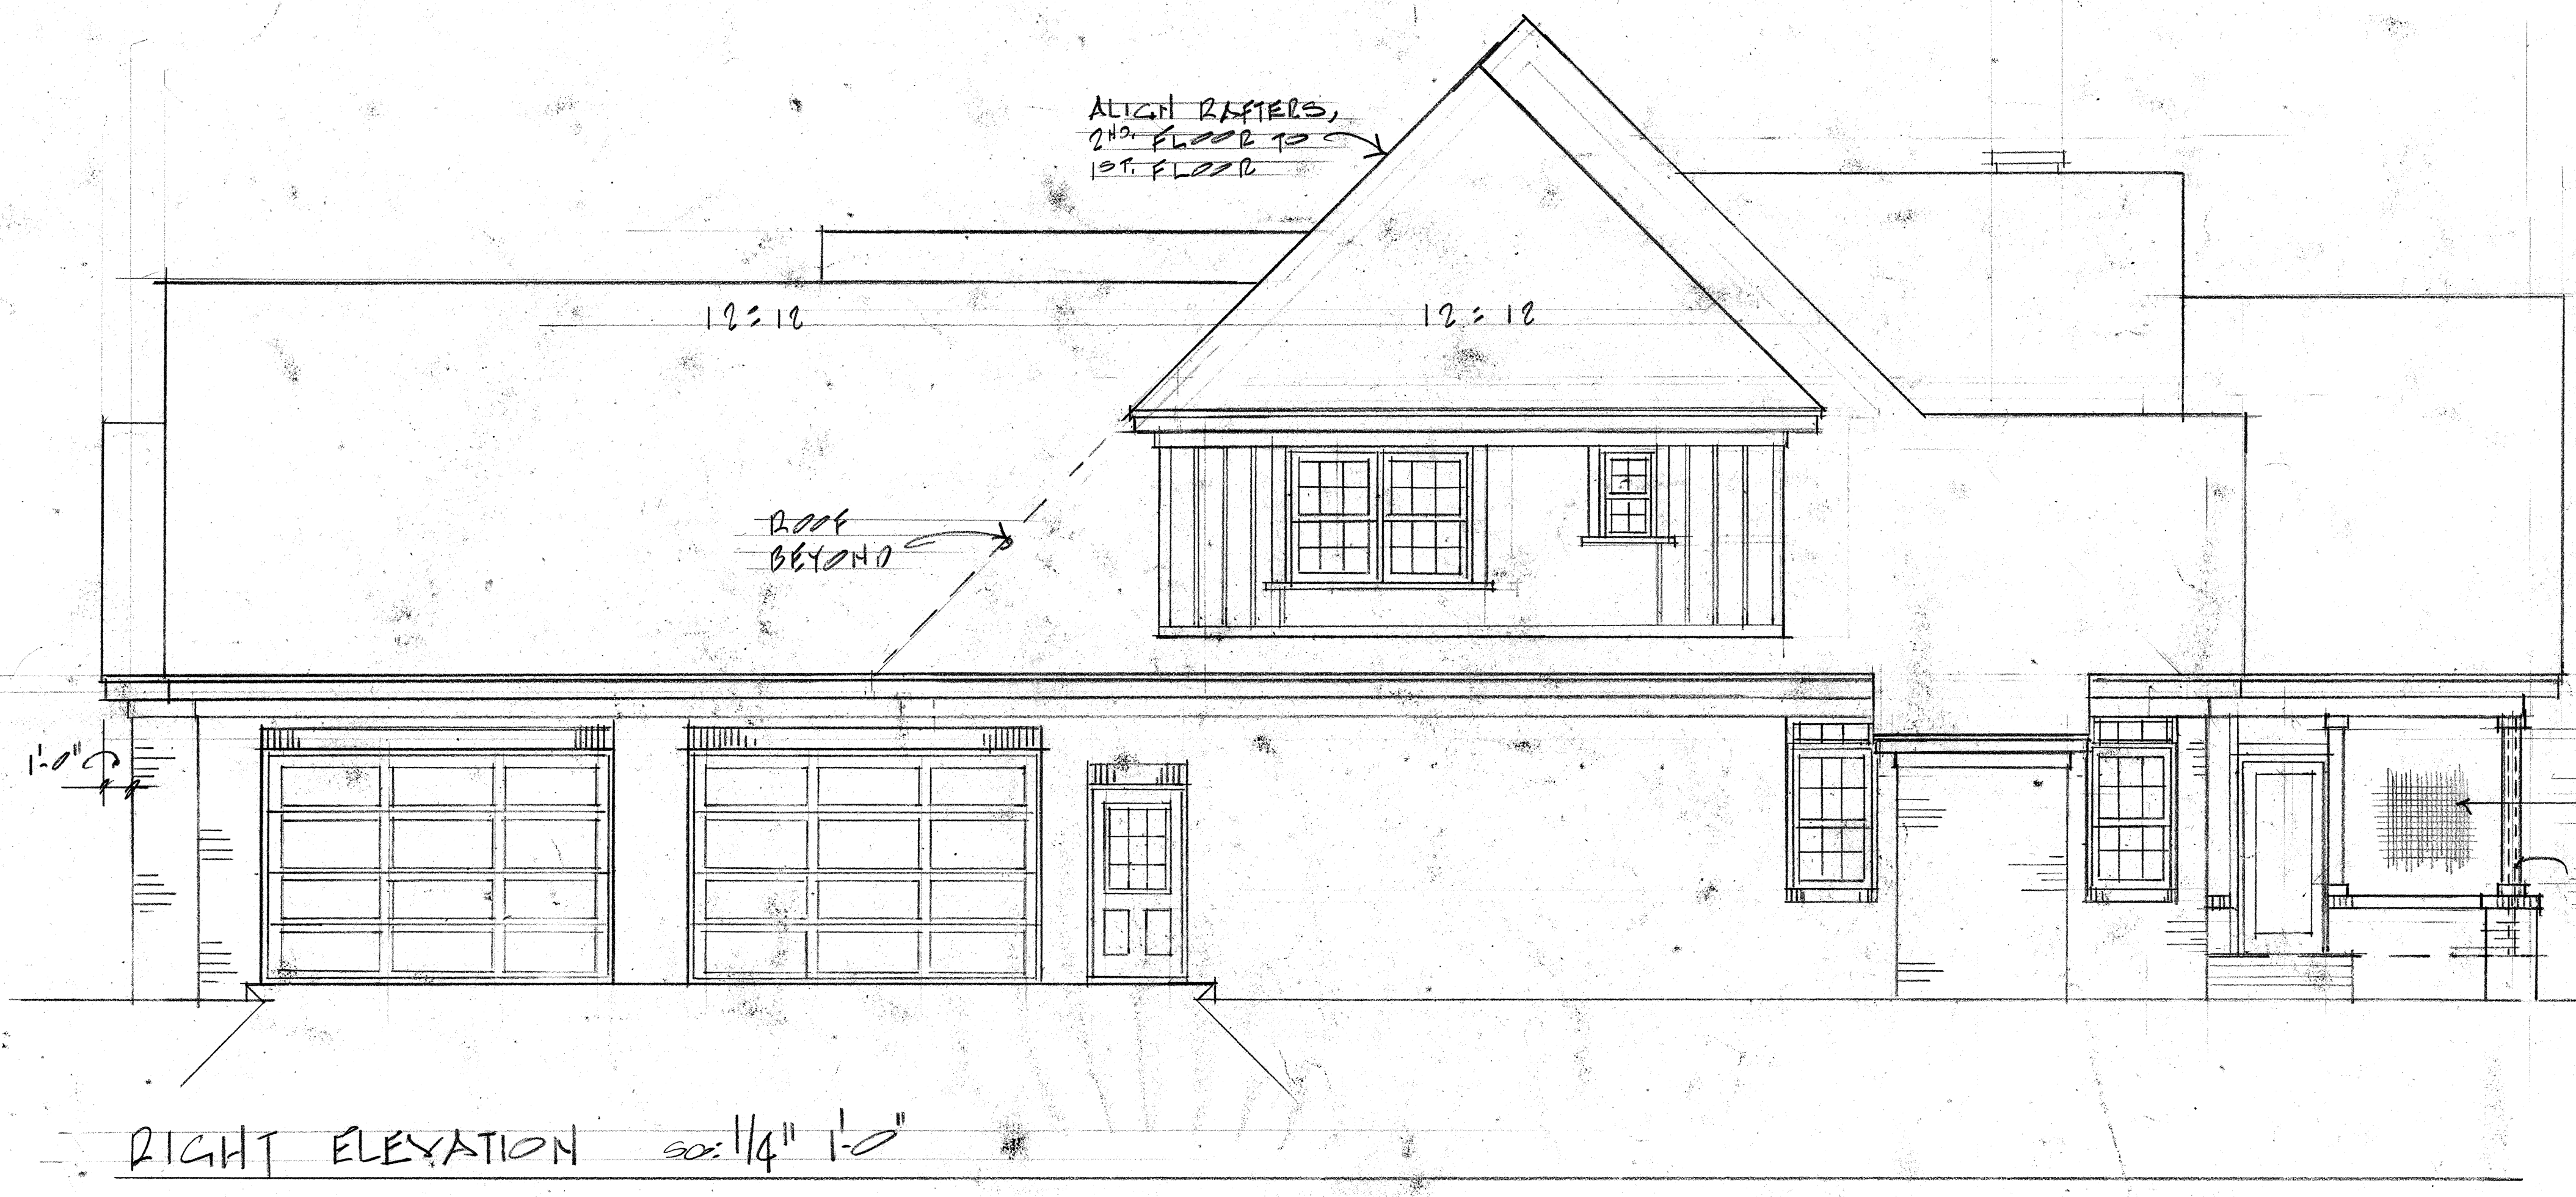 ALIGN RAFTERS,
2ND. FLOOR TO
1ST. FLOOR
12:12
12:12
ROOF
BEYOND
1'-0"
RIGHT ELEVATION SC: 1/4" 1'-0"